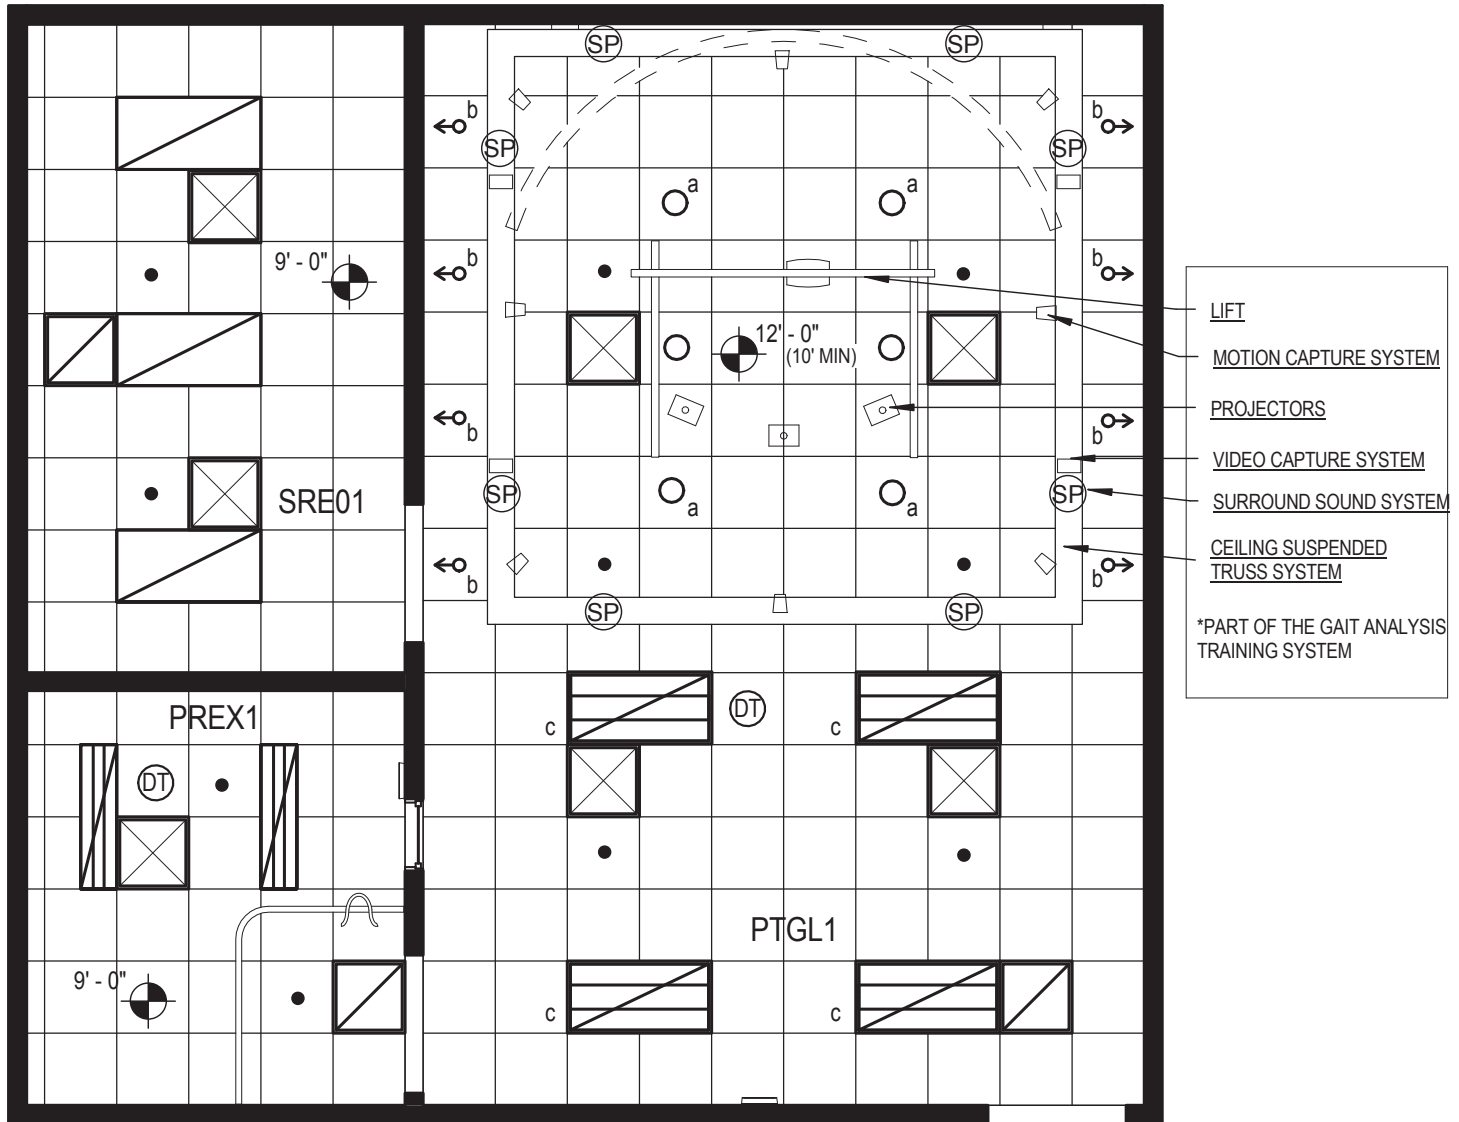 SP
SP
b
b
SP
SP
a
a
9' - 0"
b
b
LIFT
12' - 0"
(10' MIN)
MOTION CAPTURE SYSTEM
PROJECTORS
b
b
VIDEO CAPTURE SYSTEM
SRE01
SP
a
a
SP
SURROUND SOUND SYSTEM
CEILING SUSPENDED
TRUSS SYSTEM
b
b
SP
SP
*PART OF THE GAIT ANALYSIS
TRAINING SYSTEM
PREX1
DT
c
c
DT
PTGL1
9' - 0"
c
c